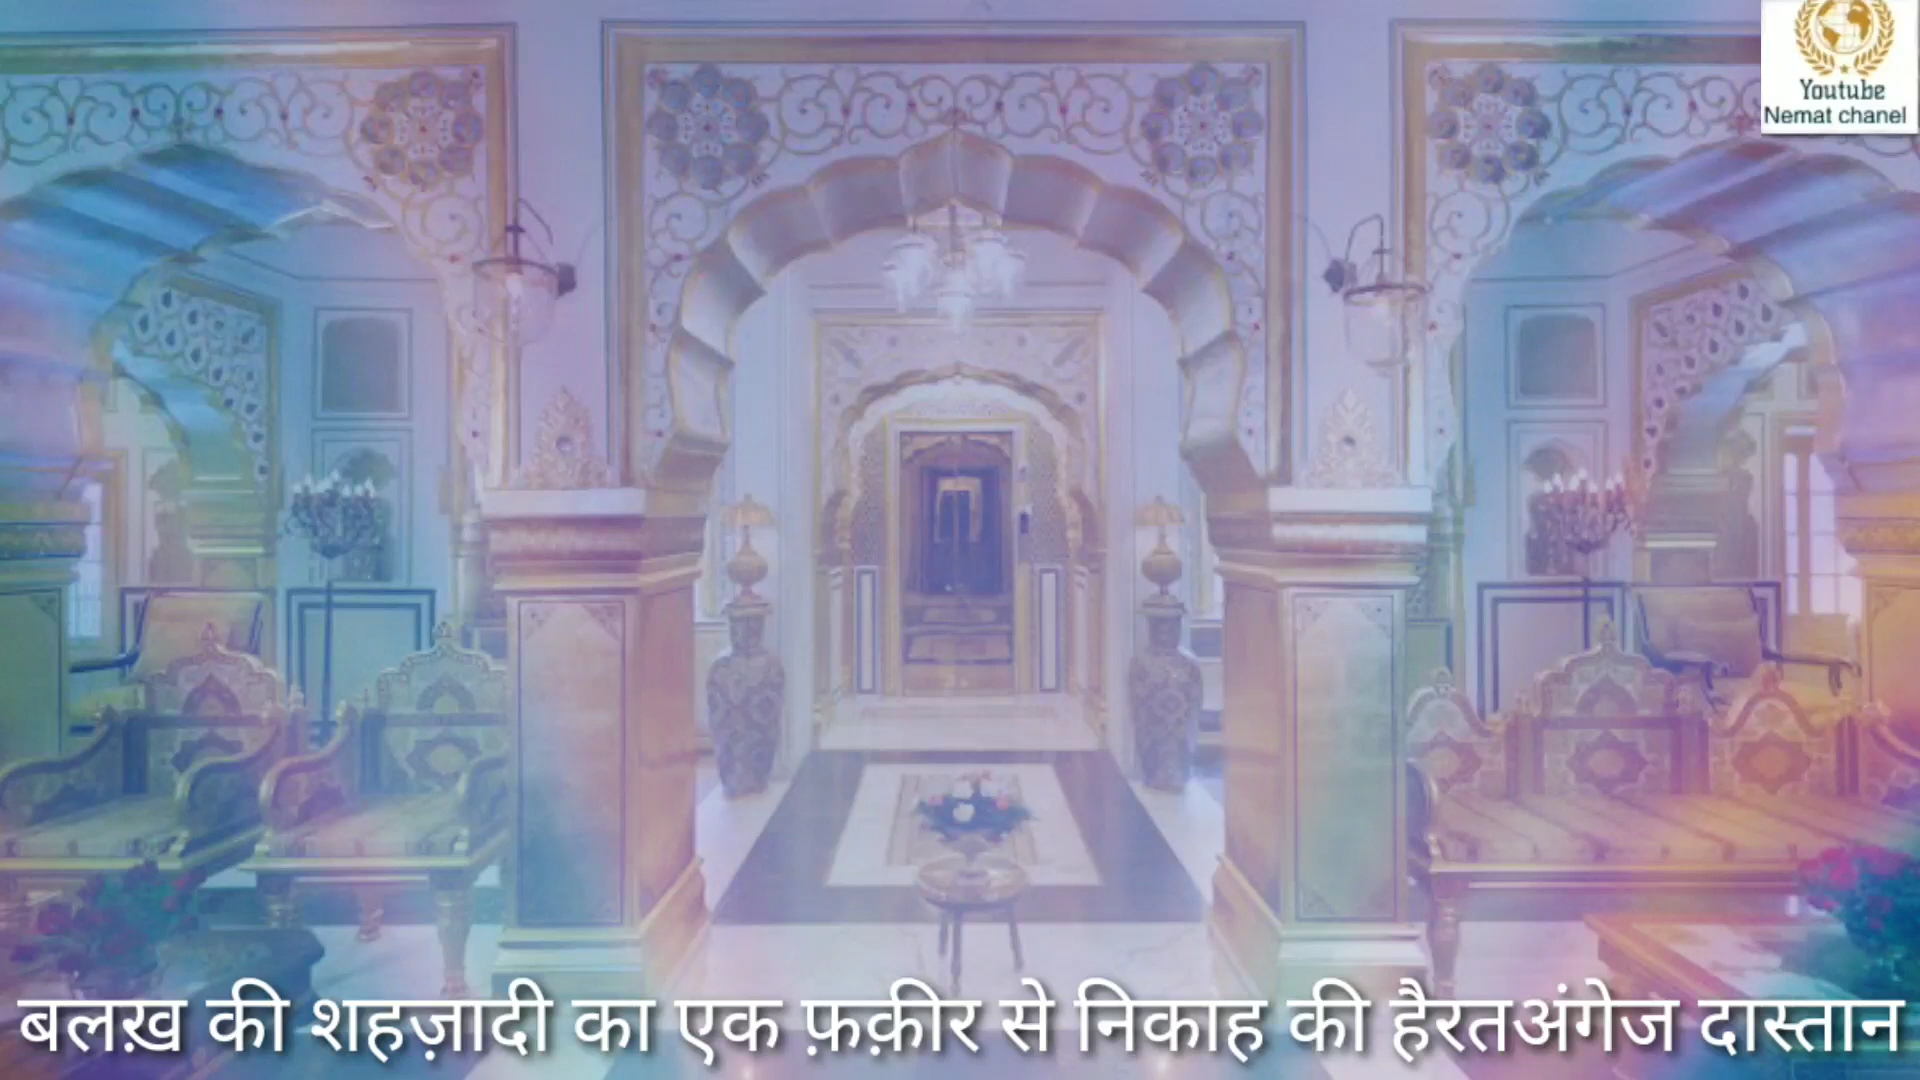 Youtube
Nemat chanel
बलख़ की शहज़ादी का एक फ़क़ीर से निकाह की हैरतअंगेज दास्तान